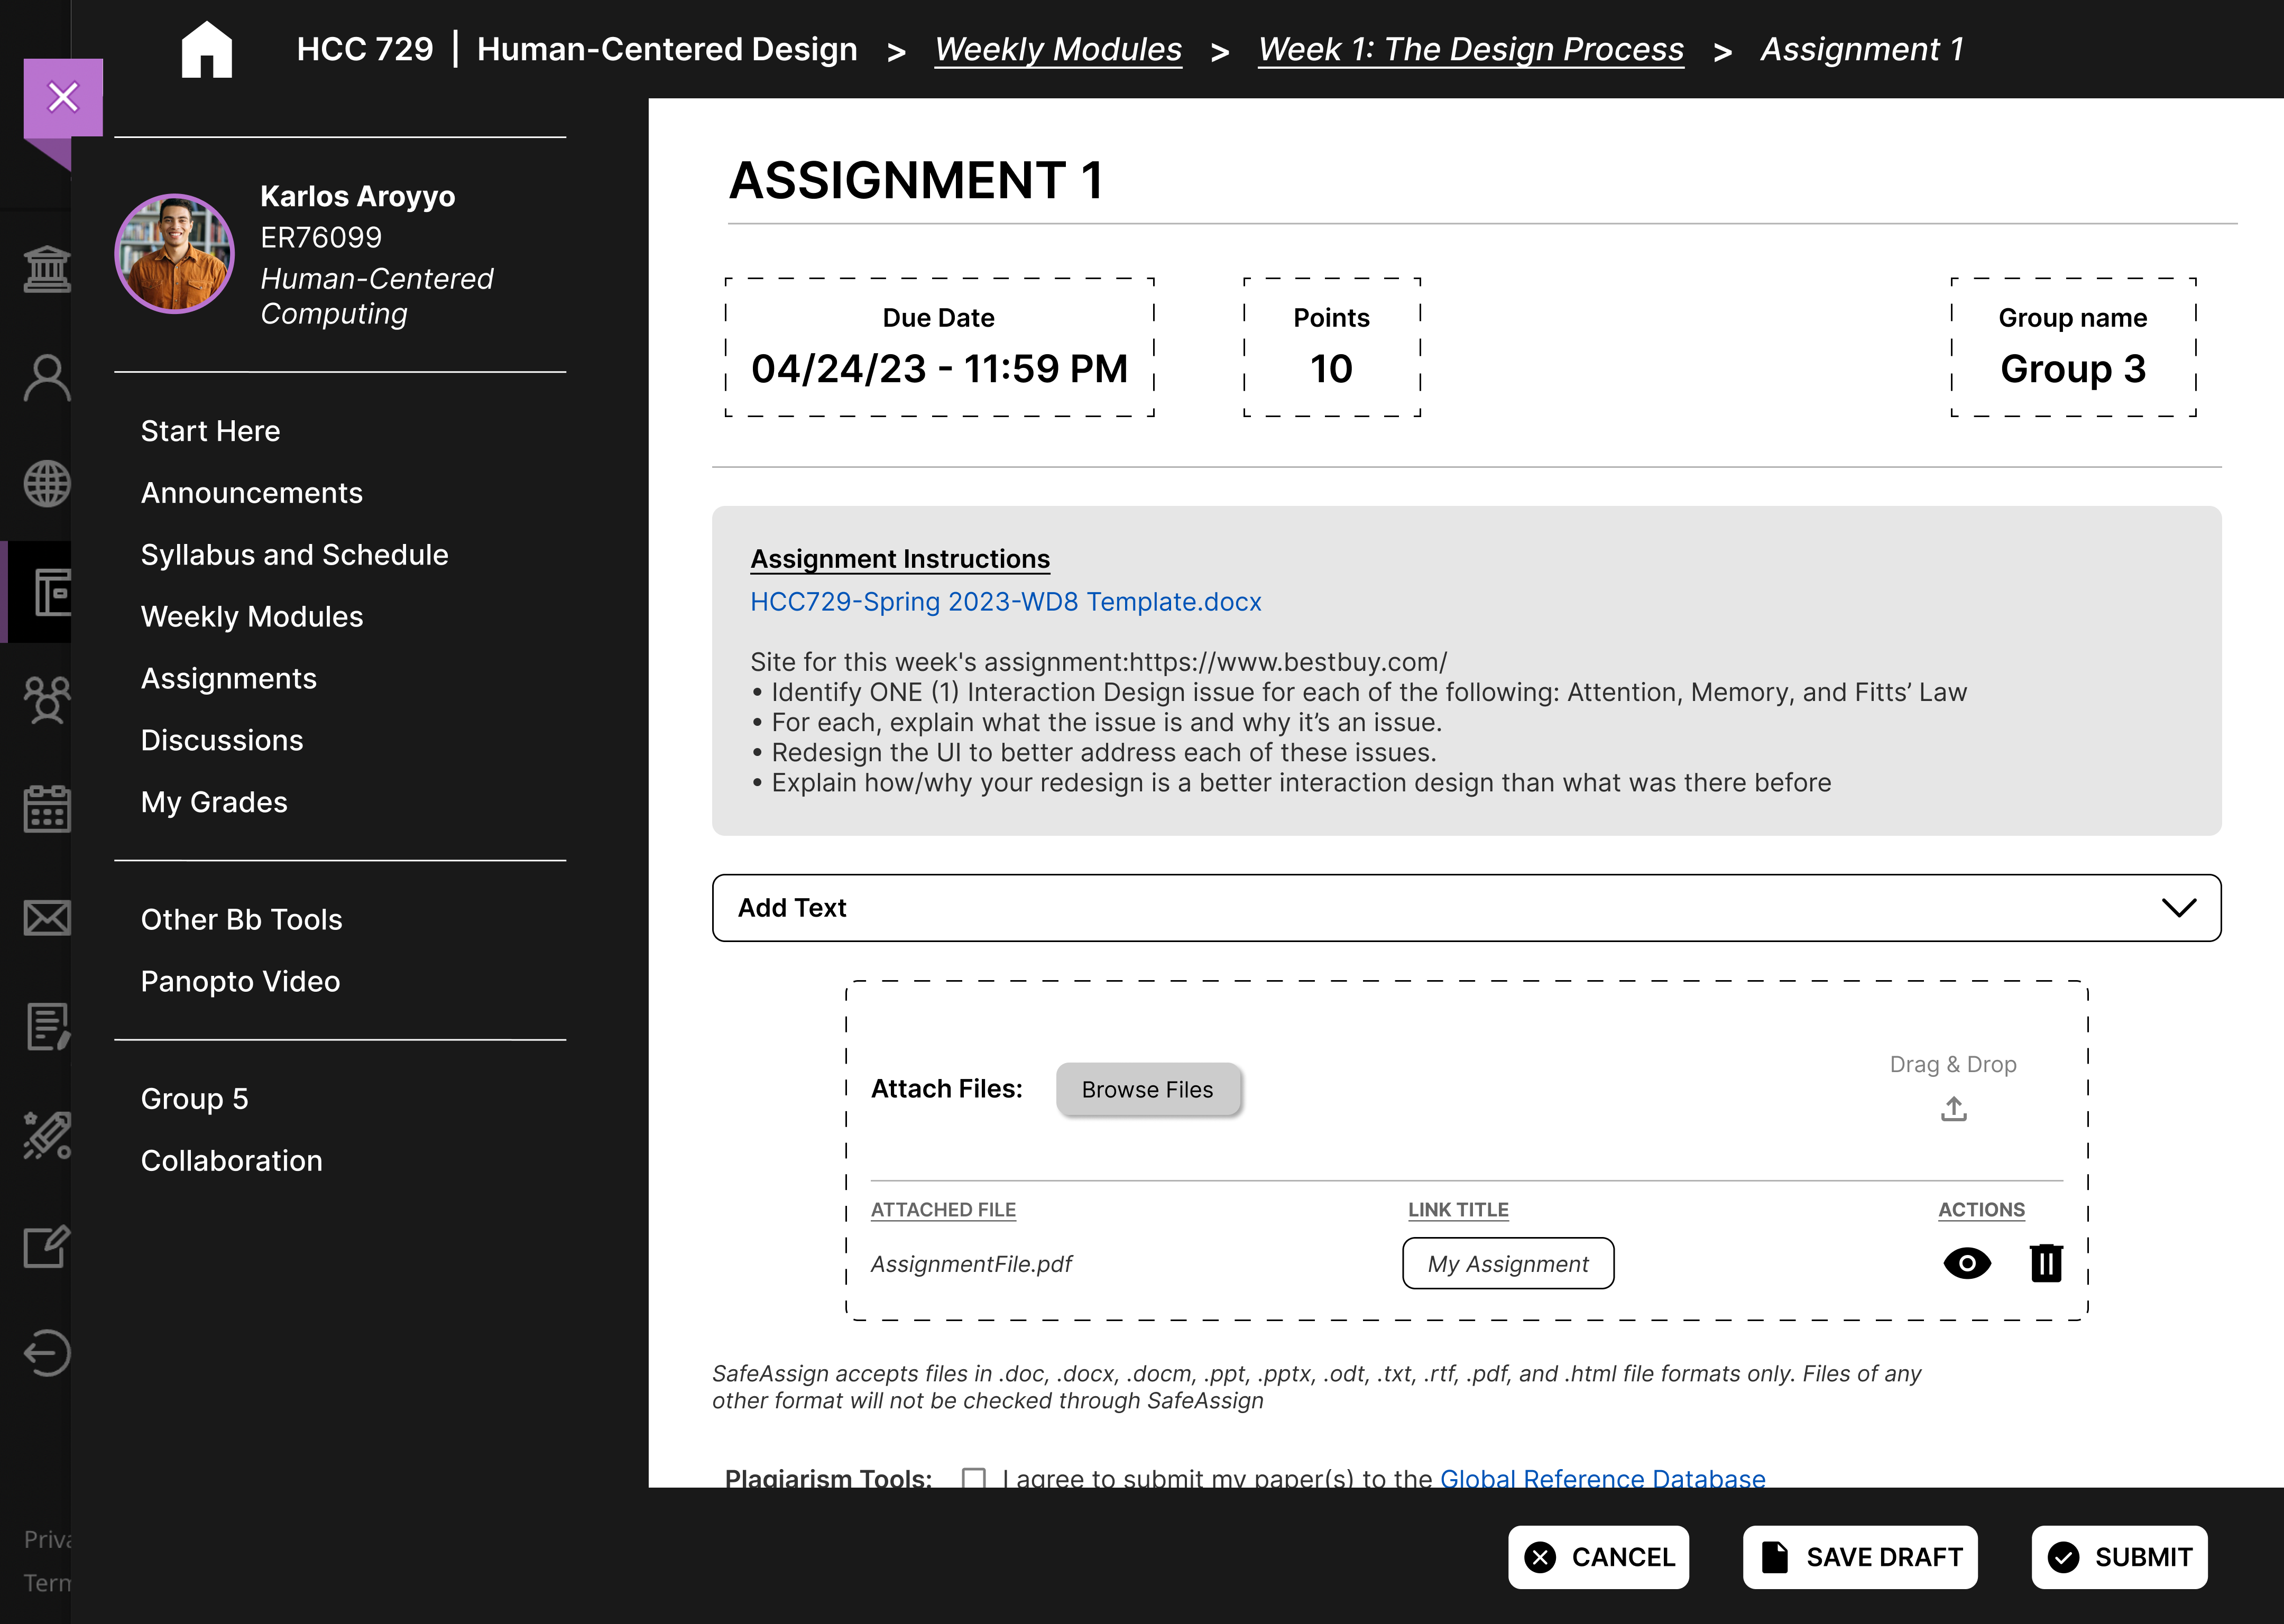 HCC 729 | Human-Centered Design > Weekly Modules > Week 1: The Design Process > Assignment 1
Karlos Aroyyo
ER76099
Human-Centered
Computing
Start Here
Announcements
Syllabus and Schedule
Weekly Modules
Assignments
Discussions
My Grades
Other Bb Tools
Panopto Video
Group 5
Collaboration
Priva
Term
ASSIGNMENT 1
Due Date
04/24/23 - 11:59 PM
Points
10
Group name
Group 3
Assignment Instructions
HCC729-Spring 2023-WD8 Template.docx
Site for this week's assignment:https://www.bestbuy.com/
• Identify ONE (1) Interaction Design issue for each of the following: Attention, Memory, and Fitts’ Law
• For each, explain what the issue is and why it’s an issue.
• Redesign the UI to better address each of these issues.
• Explain how/why your redesign is a better interaction design than what was there before
Add Text
Attach Files: Browse Files
Drag & Drop
ATTACHED FILE LINK TITLE ACTIONS
AssignmentFile.pdf My Assignment
SafeAssign accepts files in .doc, .docx, .docm, .ppt, .pptx, .odt, .txt, .rtf, .pdf, and .html file formats only. Files of any
other format will not be checked through SafeAssign
Plagiarism Tools: I agree to submit my paper(s) to the Global Reference Database
CANCEL SAVE DRAFT SUBMIT